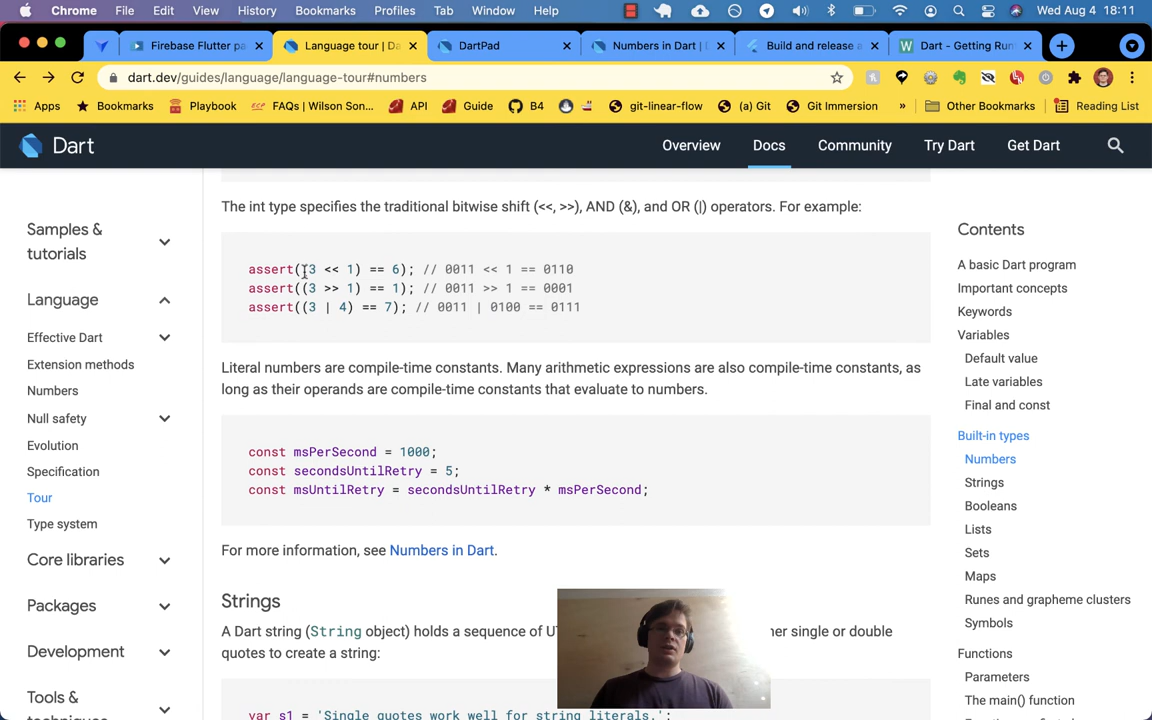 Chrome File Edit View History Bookmarks Profiles Tab Window Help Wed Aug 4 18:11
Firebase Flutter pa Language tour | Da DartPad Numbers in Dart | Build and release a Dart - Getting Run
dart.dev/guides/language/language-tour#numbers
Apps Bookmarks Playbook FAQs | Wilson Son... API Guide B4 git-linear-flow (a) Git Git Immersion » Other Bookmarks Reading List
Dart Overview Docs Community Try Dart Get Dart
Samples &
tutorials
Language
Effective Dart
Extension methods
Numbers
Null safety
Evolution
Specification
Tour
Type system
Core libraries
Packages
Development
Tools &
The int type specifies the traditional bitwise shift (<<, >>), AND (&), and OR (|) operators. For example:
assert((3 << 1) == 6); // 0011 << 1 == 0110
assert((3 >> 1) == 1); // 0011 >> 1 == 0001
assert((3 | 4) == 7); // 0011 | 0100 == 0111
Literal numbers are compile-time constants. Many arithmetic expressions are also compile-time constants, as
long as their operands are compile-time constants that evaluate to numbers.
const msPerSecond = 1000;
const secondsUntilRetry = 5;
const msUntilRetry = secondsUntilRetry * msPerSecond;
For more information, see Numbers in Dart.
Strings
A Dart string (String object) holds a sequence of her single or double
quotes to create a string:
var s1 = 'Single quotes work well for string literals.';
Contents
A basic Dart program
Important concepts
Keywords
Variables
Default value
Late variables
Final and const
Built-in types
Numbers
Strings
Booleans
Lists
Sets
Maps
Runes and grapheme clusters
Symbols
Functions
Parameters
The main() function